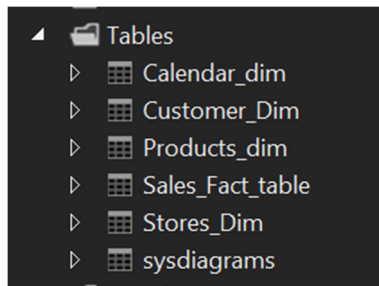 Tables
Calendar_dim
Customer_Dim
Products_dim
Sales_Fact_table
Stores_Dim
sysdiagrams